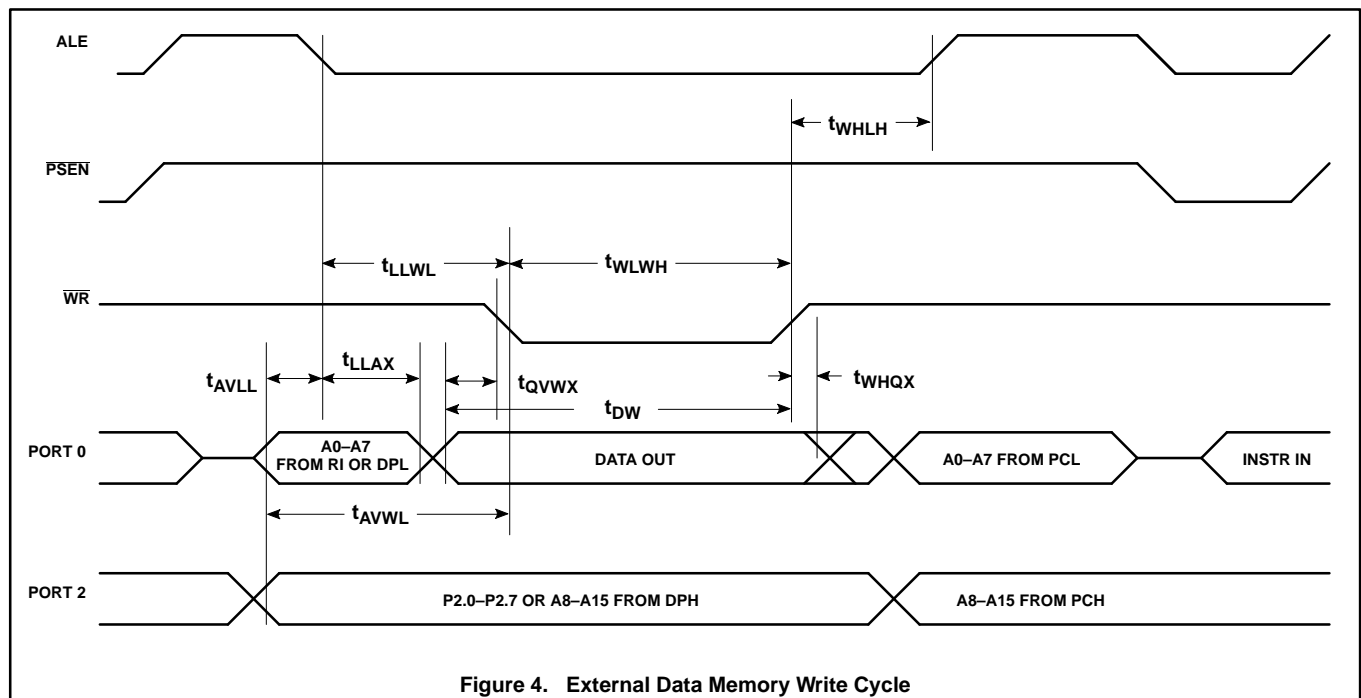 ALE
tWHLH
PSEN
tLLWL
tWLWH
WR
tAVLL
tLLAX
tQVWX
tWHQX
tDW
PORT 0
A0–A7
FROM RI OR DPL
DATA OUT
A0–A7 FROM PCL
INSTR IN
tAVWL
PORT 2
P2.0–P2.7 OR A8–A15 FROM DPH
A8–A15 FROM PCH
Figure 4. External Data Memory Write Cycle